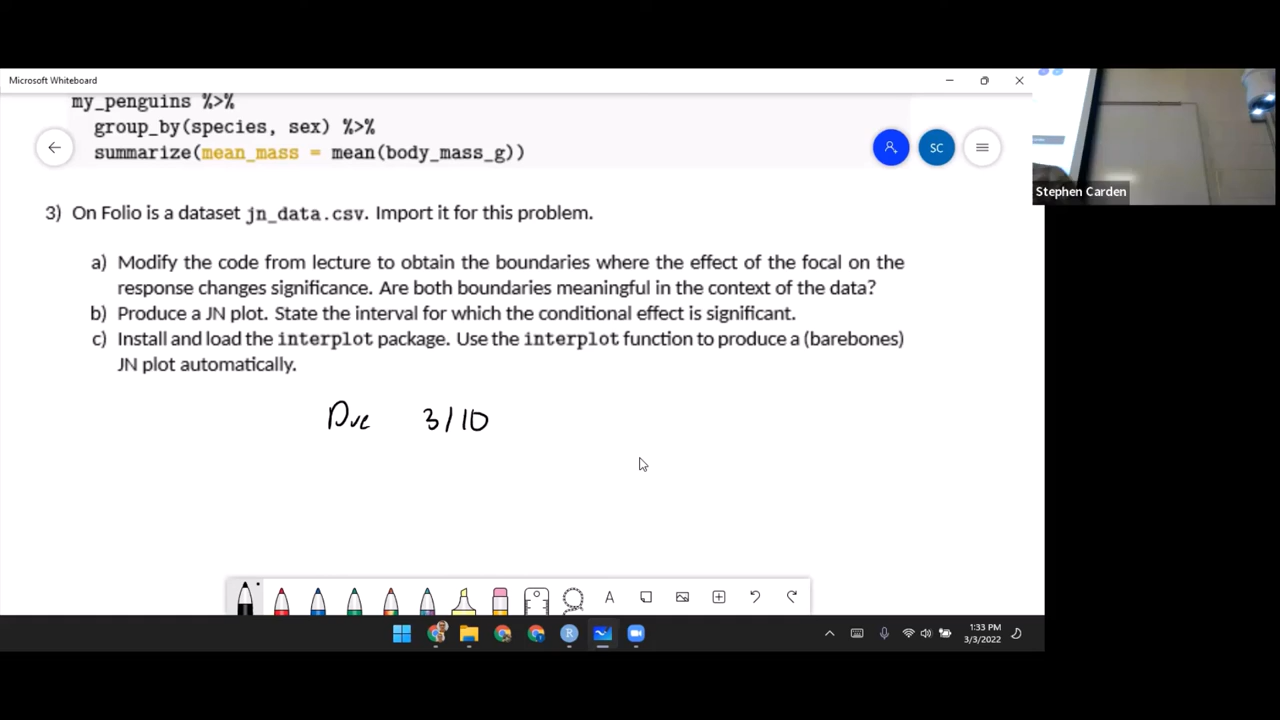 Microsoft Whiteboard
my_penguins %>%
group_by(species, sex) %>%
summarize(mean_mass = mean(body_mass_g))
SC
Stephen Carden
3) On Folio is a dataset jn_data.csv. Import it for this problem.
a) Modify the code from lecture to obtain the boundaries where the effect of the focal on the
response changes significance. Are both boundaries meaningful in the context of the data?
b) Produce a JN plot. State the interval for which the conditional effect is significant.
c) Install and load the interplot package. Use the interplot function to produce a (barebones)
JN plot automatically.
Due 3/10
A
R
1:33 PM
3/3/2022